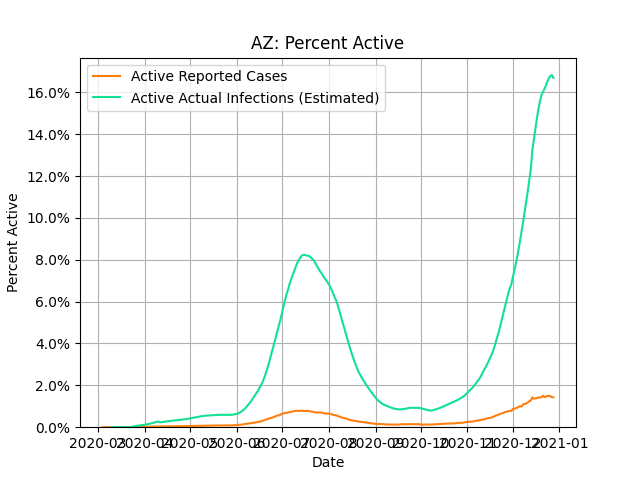 AZ: Percent Active
Active Reported Cases
Active Actual Infections (Estimated)
Percent Active
16.0%
14.0%
12.0%
10.0%
8.0%
6.0%
4.0%
2.0%
0.0%
2020-03 2020-04 2020-05 2020-06 2020-07 2020-08 2020-09 2020-10 2020-11 2020-12 2021-01
Date